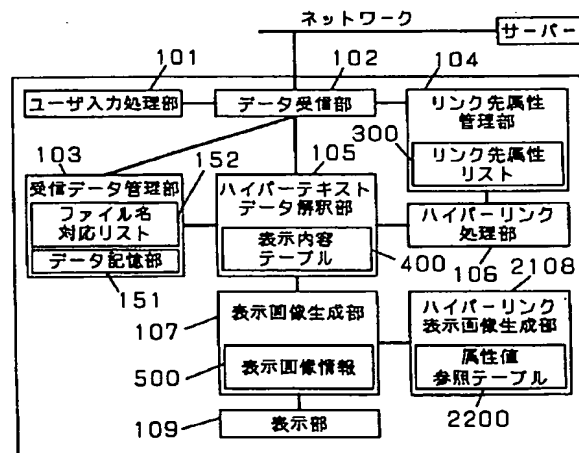 ネットワーク
サーバー
101
102
104
ユーザ入力処理部
データ受信部
リンク先属性
管理部
300
リンク先属性
リスト
103
152
105
受信データ管理部
ファイル名
対応リスト
データ記憶部
151
ハイパーテキスト
データ解釈部
表示内容
テーブル
400
ハイパーリンク
処理部
106
2108
107
表示画像生成部
500
表示画像情報
ハイパーリンク
表示画像生成部
属性値
参照テーブル
2200
109
表示部